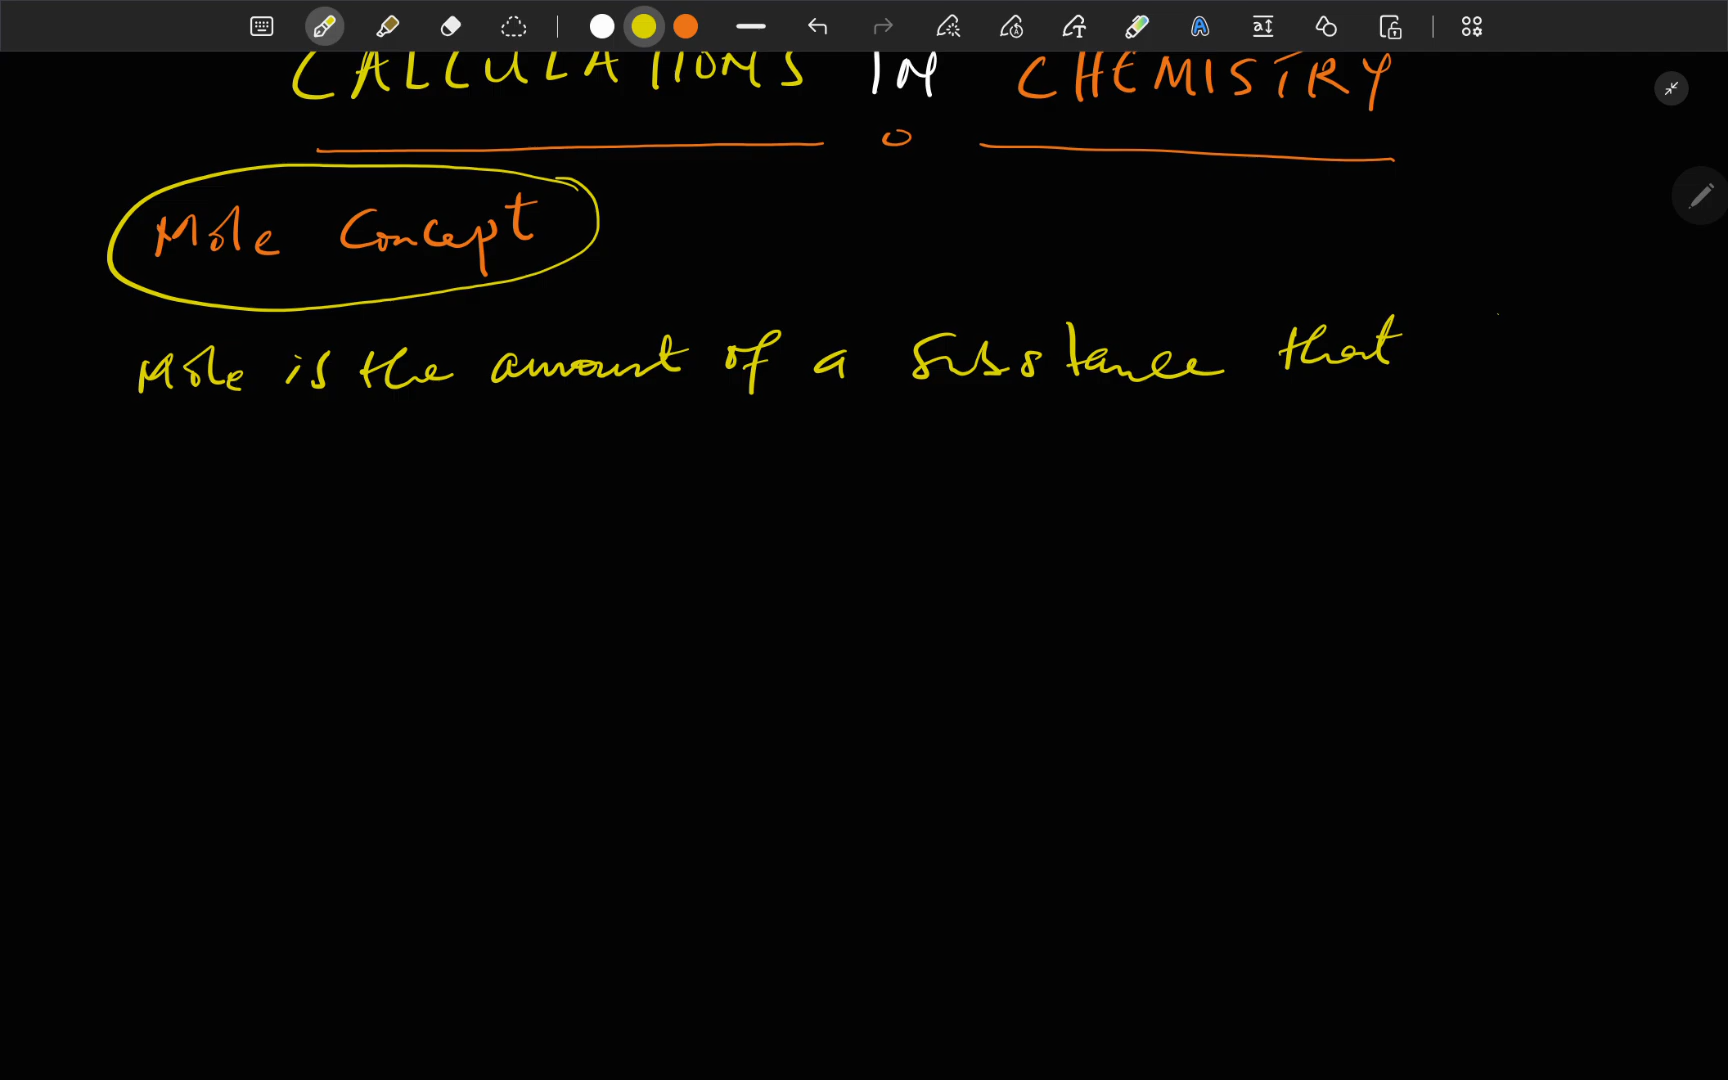 CALCULATIONS IN CHEMISTRY
Mole Concept
Mole is the amount of a substance that